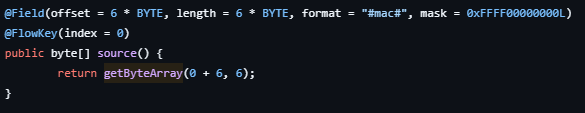 @Field(offset = 6 * BYTE, length = 6 * BYTE, format = "#mac#", mask = 0xFFFF00000000L)
@FlowKey(index = 0)
public byte[] source() {
        return getByteArray(0 + 6, 6);
}